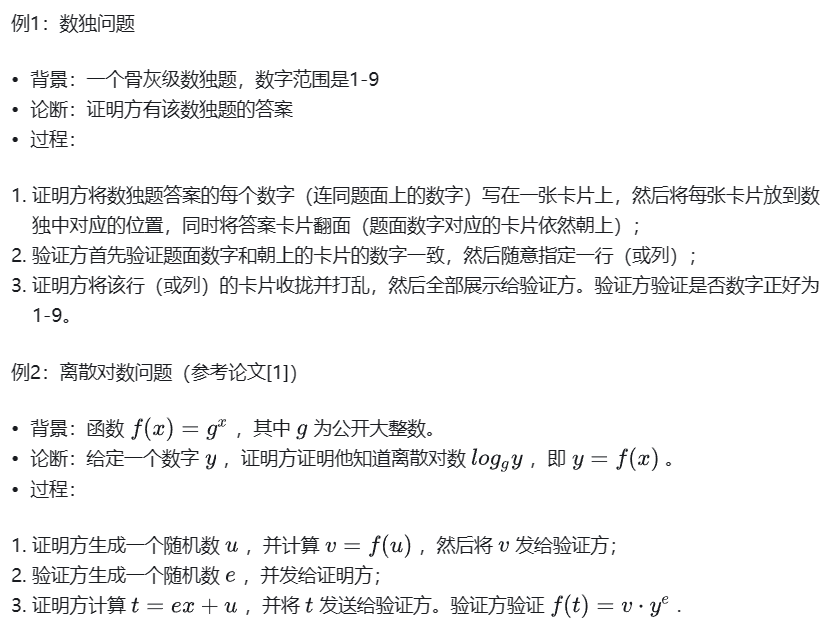 例1：数独问题
• 背景：一个骨灰级数独题，数字范围是1-9
• 论断：证明方有该数独题的答案
• 过程：
1. 证明方将数独题答案的每个数字（连同题面上的数字）写在一张卡片上，然后将每张卡片放到数
独中对应的位置，同时将答案卡片翻面（题面数字对应的卡片依然朝上）；
2. 验证方首先验证题面数字和朝上的卡片的数字一致，然后随意指定一行（或列）；
3. 证明方将该行（或列）的卡片收拢并打乱，然后全部展示给验证方。验证方验证是否数字正好为
1-9。
例2：离散对数问题（参考论文[1]）
• 背景：函数 f(x) = g^x ，其中 g 为公开大整数。
• 论断：给定一个数字 y ，证明方证明他知道离散对数 log_g y ，即 y = f(x) 。
• 过程：
1. 证明方生成一个随机数 u ，并计算 v = f(u) ，然后将 v 发给验证方；
2. 验证方生成一个随机数 e ，并发给证明方；
3. 证明方计算 t = ex + u ，并将 t 发送给验证方。验证方验证 f(t) = v · y^e .